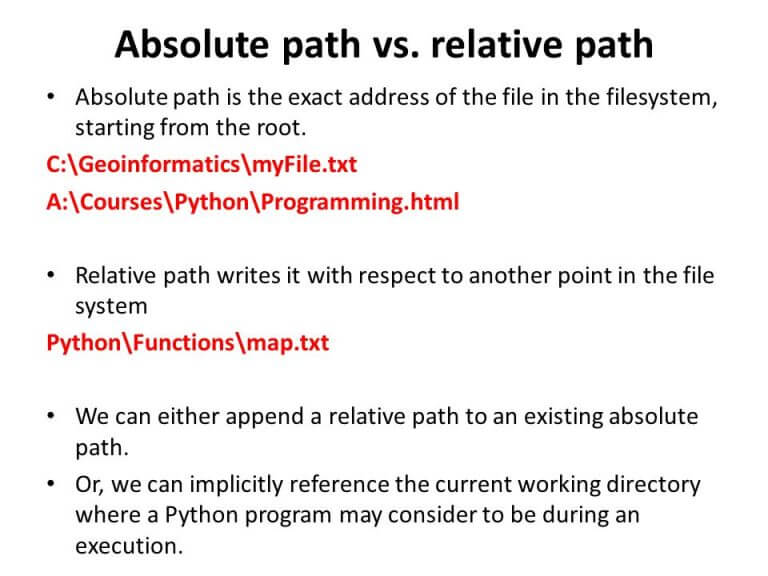 Absolute path vs. relative path
• Absolute path is the exact address of the file in the filesystem,
starting from the root.
C:\Geoinformatics\myFile.txt
A:\Courses\Python\Programming.html
• Relative path writes it with respect to another point in the file
system
Python\Functions\map.txt
• We can either append a relative path to an existing absolute
path.
• Or, we can implicitly reference the current working directory
where a Python program may consider to be during an
execution.